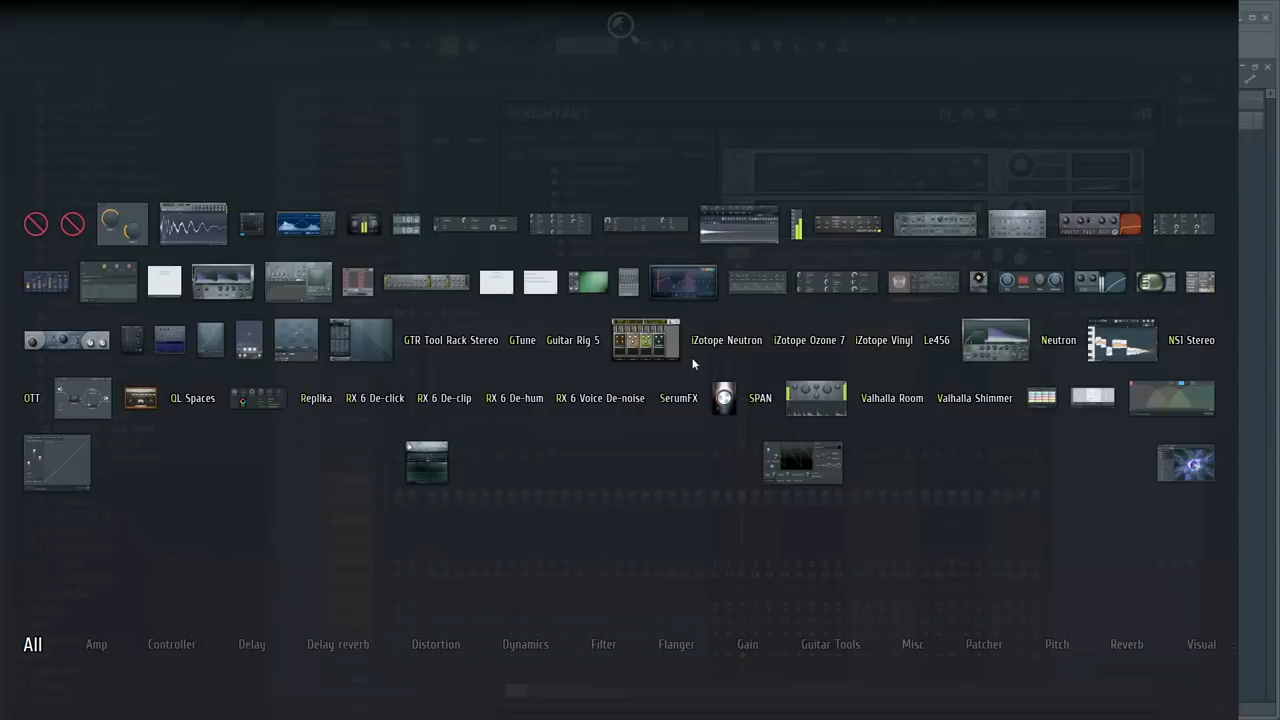 KONTAKT
GTR Tool Rack Stereo GTune Guitar Rig 5 iZotope Neutron iZotope Ozone 7 iZotope Vinyl Le456 Neutron NS1 Stereo
OTT QL Spaces Replika RX 6 De-click RX 6 De-clip RX 6 De-hum RX 6 Voice De-noise SerumFX SPAN Valhalla Room Valhalla Shimmer
All Amp Controller Delay Delay reverb Distortion Dynamics Filter Flanger Gain Guitar Tools Misc Patcher Pitch Reverb Visual ...